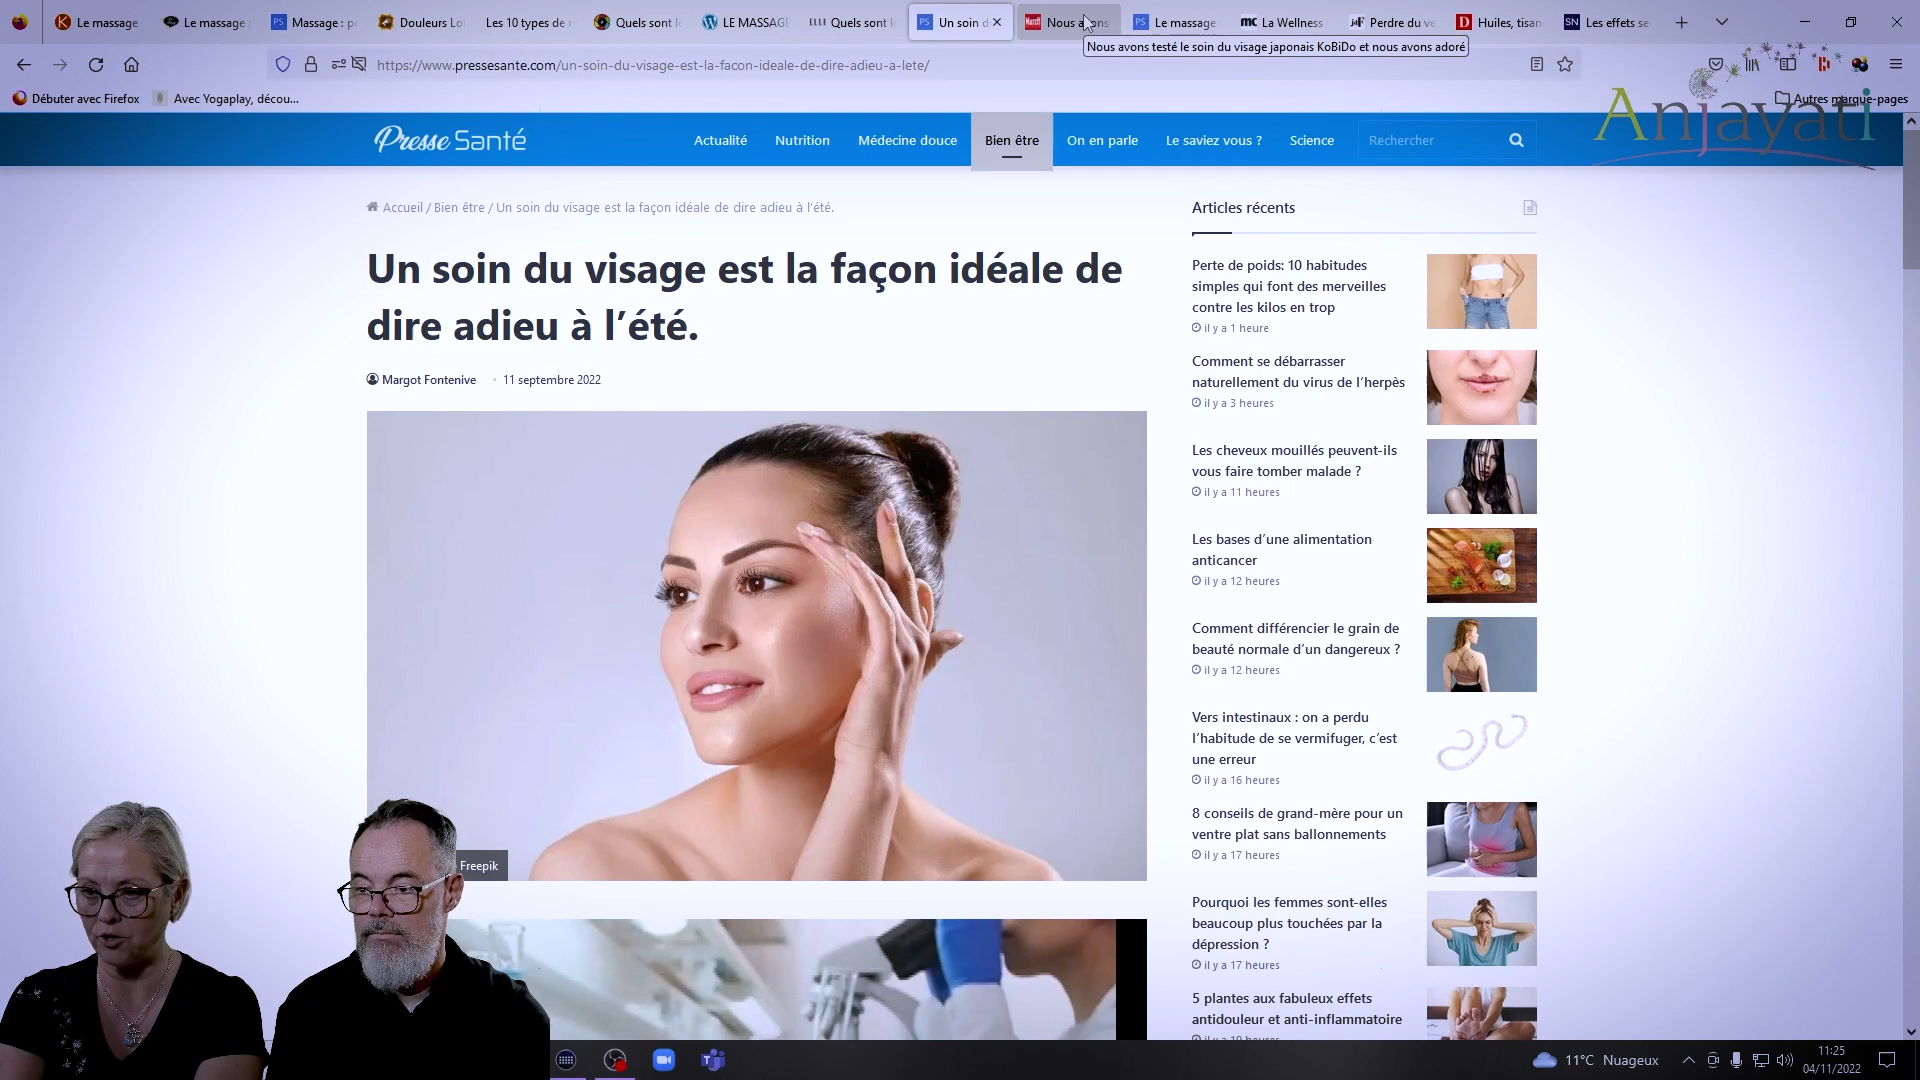 Le massage
Le massage
Massage : p
Douleurs Lo
Les 10 types de
Quels sont l
LE MASSAGE
ELLE Quels sont l
Un soin d
Nous avons
Le massage
La Wellness
Perdre du ve
Huiles, tisan
Les effets se
Nous avons testé le soin du visage japonais KoBiDo et nous avons adoré
https://www.pressesante.com/un-soin-du-visage-est-la-facon-ideale-de-dire-adieu-a-lete/
Débuter avec Firefox
Avec Yogaplay, décou...
Autres marque-pages
Anjayati
Presse Santé
Actualité
Nutrition
Médecine douce
Bien être
On en parle
Le saviez vous ?
Science
Rechercher
Accueil / Bien être / Un soin du visage est la façon idéale de dire adieu à l'été.
Un soin du visage est la façon idéale de
dire adieu à l’été.
Margot Fontenive • 11 septembre 2022
Freepik
Articles récents
Perte de poids: 10 habitudes
simples qui font des merveilles
contre les kilos en trop
il y a 1 heure
Comment se débarrasser
naturellement du virus de l’herpès
il y a 3 heures
Les cheveux mouillés peuvent-ils
vous faire tomber malade ?
il y a 11 heures
Les bases d’une alimentation
anticancer
il y a 12 heures
Comment différencier le grain de
beauté normale d’un dangereux ?
il y a 12 heures
Vers intestinaux : on a perdu
l’habitude de se vermifuger, c’est
une erreur
il y a 16 heures
8 conseils de grand-mère pour un
ventre plat sans ballonnements
il y a 17 heures
Pourquoi les femmes sont-elles
beaucoup plus touchées par la
dépression ?
il y a 17 heures
5 plantes aux fabuleux effets
antidouleur et anti-inflammatoire
11°C Nuageux
11:25
04/11/2022